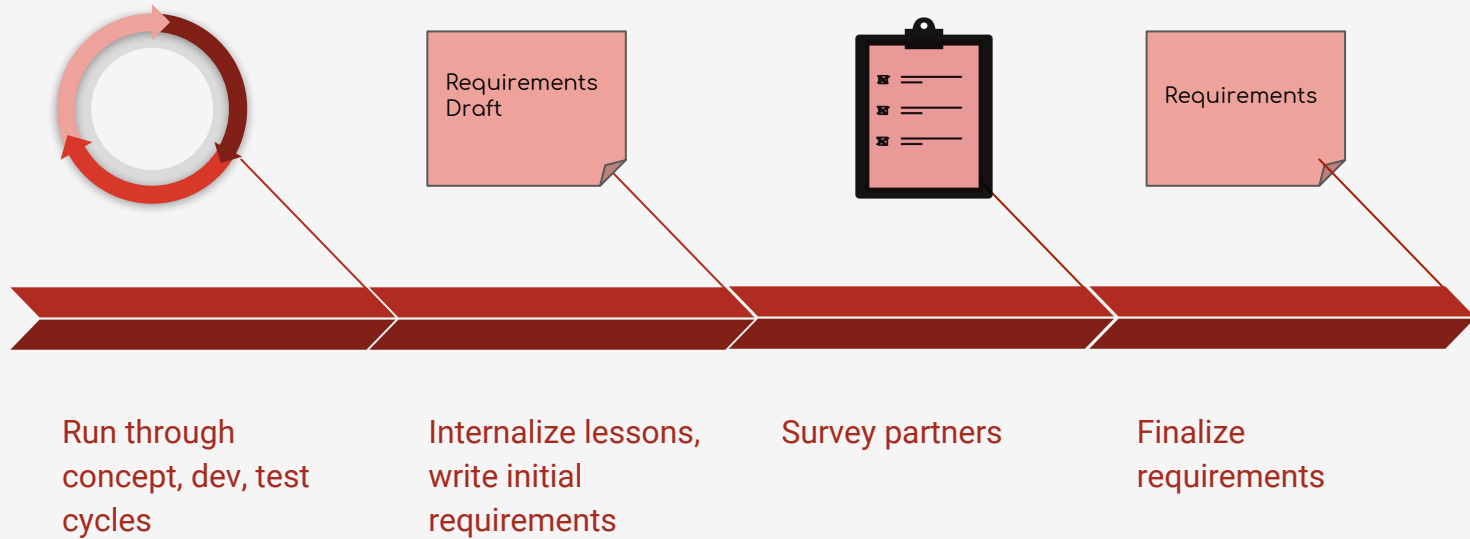 Requirements
Draft
Requirements
Run through
concept, dev, test
cycles
Internalize lessons,
write initial
requirements
Survey partners
Finalize
requirements